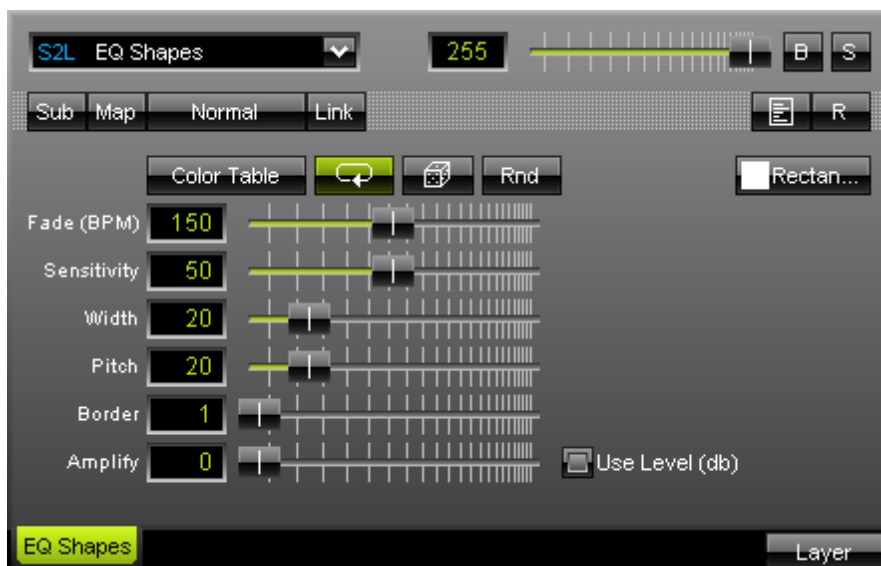 S2L EQ Shapes 255 B S
Sub Map Normal Link R
Color Table Rnd Rectan...
Fade (BPM) 150
Sensitivity 50
Width 20
Pitch 20
Border 1
Amplify 0 Use Level (db)
EQ Shapes Layer